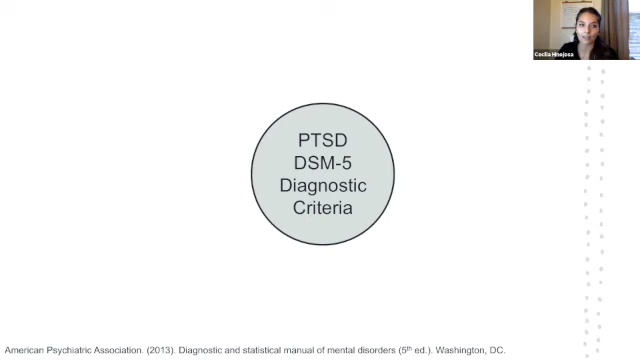 Cecilia Hinojosa
PTSD
DSM-5
Diagnostic
Criteria
American Psychiatric Association. (2013). Diagnostic and statistical manual of mental disorders (5th ed.). Washington, DC.